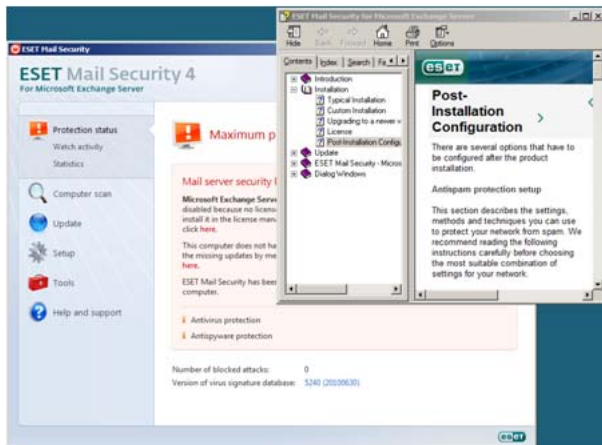 ESET Mail Security
ESET Mail Security 4
For Microsoft Exchange Server
Protection status
Watch activity
Statistics
Computer scan
Update
Setup
Tools
Help and support
Maximum p
Mail server security
Microsoft Exchange Serve
disabled because no licens
install it in the license man
click here.
This computer does not ha
the missing updates by me
here.
ESET Mail Security has bee
computer.
Antivirus protection
Antispyware protection
Number of blocked attacks: 0
Version of virus signature database: 5240 (20100630)
eset
ESET Mail Security for Microsoft Exchange Server
Hide Back Forward Home Print Options
Contents Index Search Fa
Introduction
Installation
Typical Installation
Custom Installation
Upgrading to a newer v
License
Post-Installation Configu
Update
ESET Mail Security - Micros
Dialog Windows
eset
Post-
Installation
Configuration
There are several options that have to
be configured after the product
installation.
Antispam protection setup
This section describes the settings,
methods and techniques you can use
to protect your network from spam. We
recommend reading the following
instructions carefully before choosing
the most suitable combination of
settings for your network.